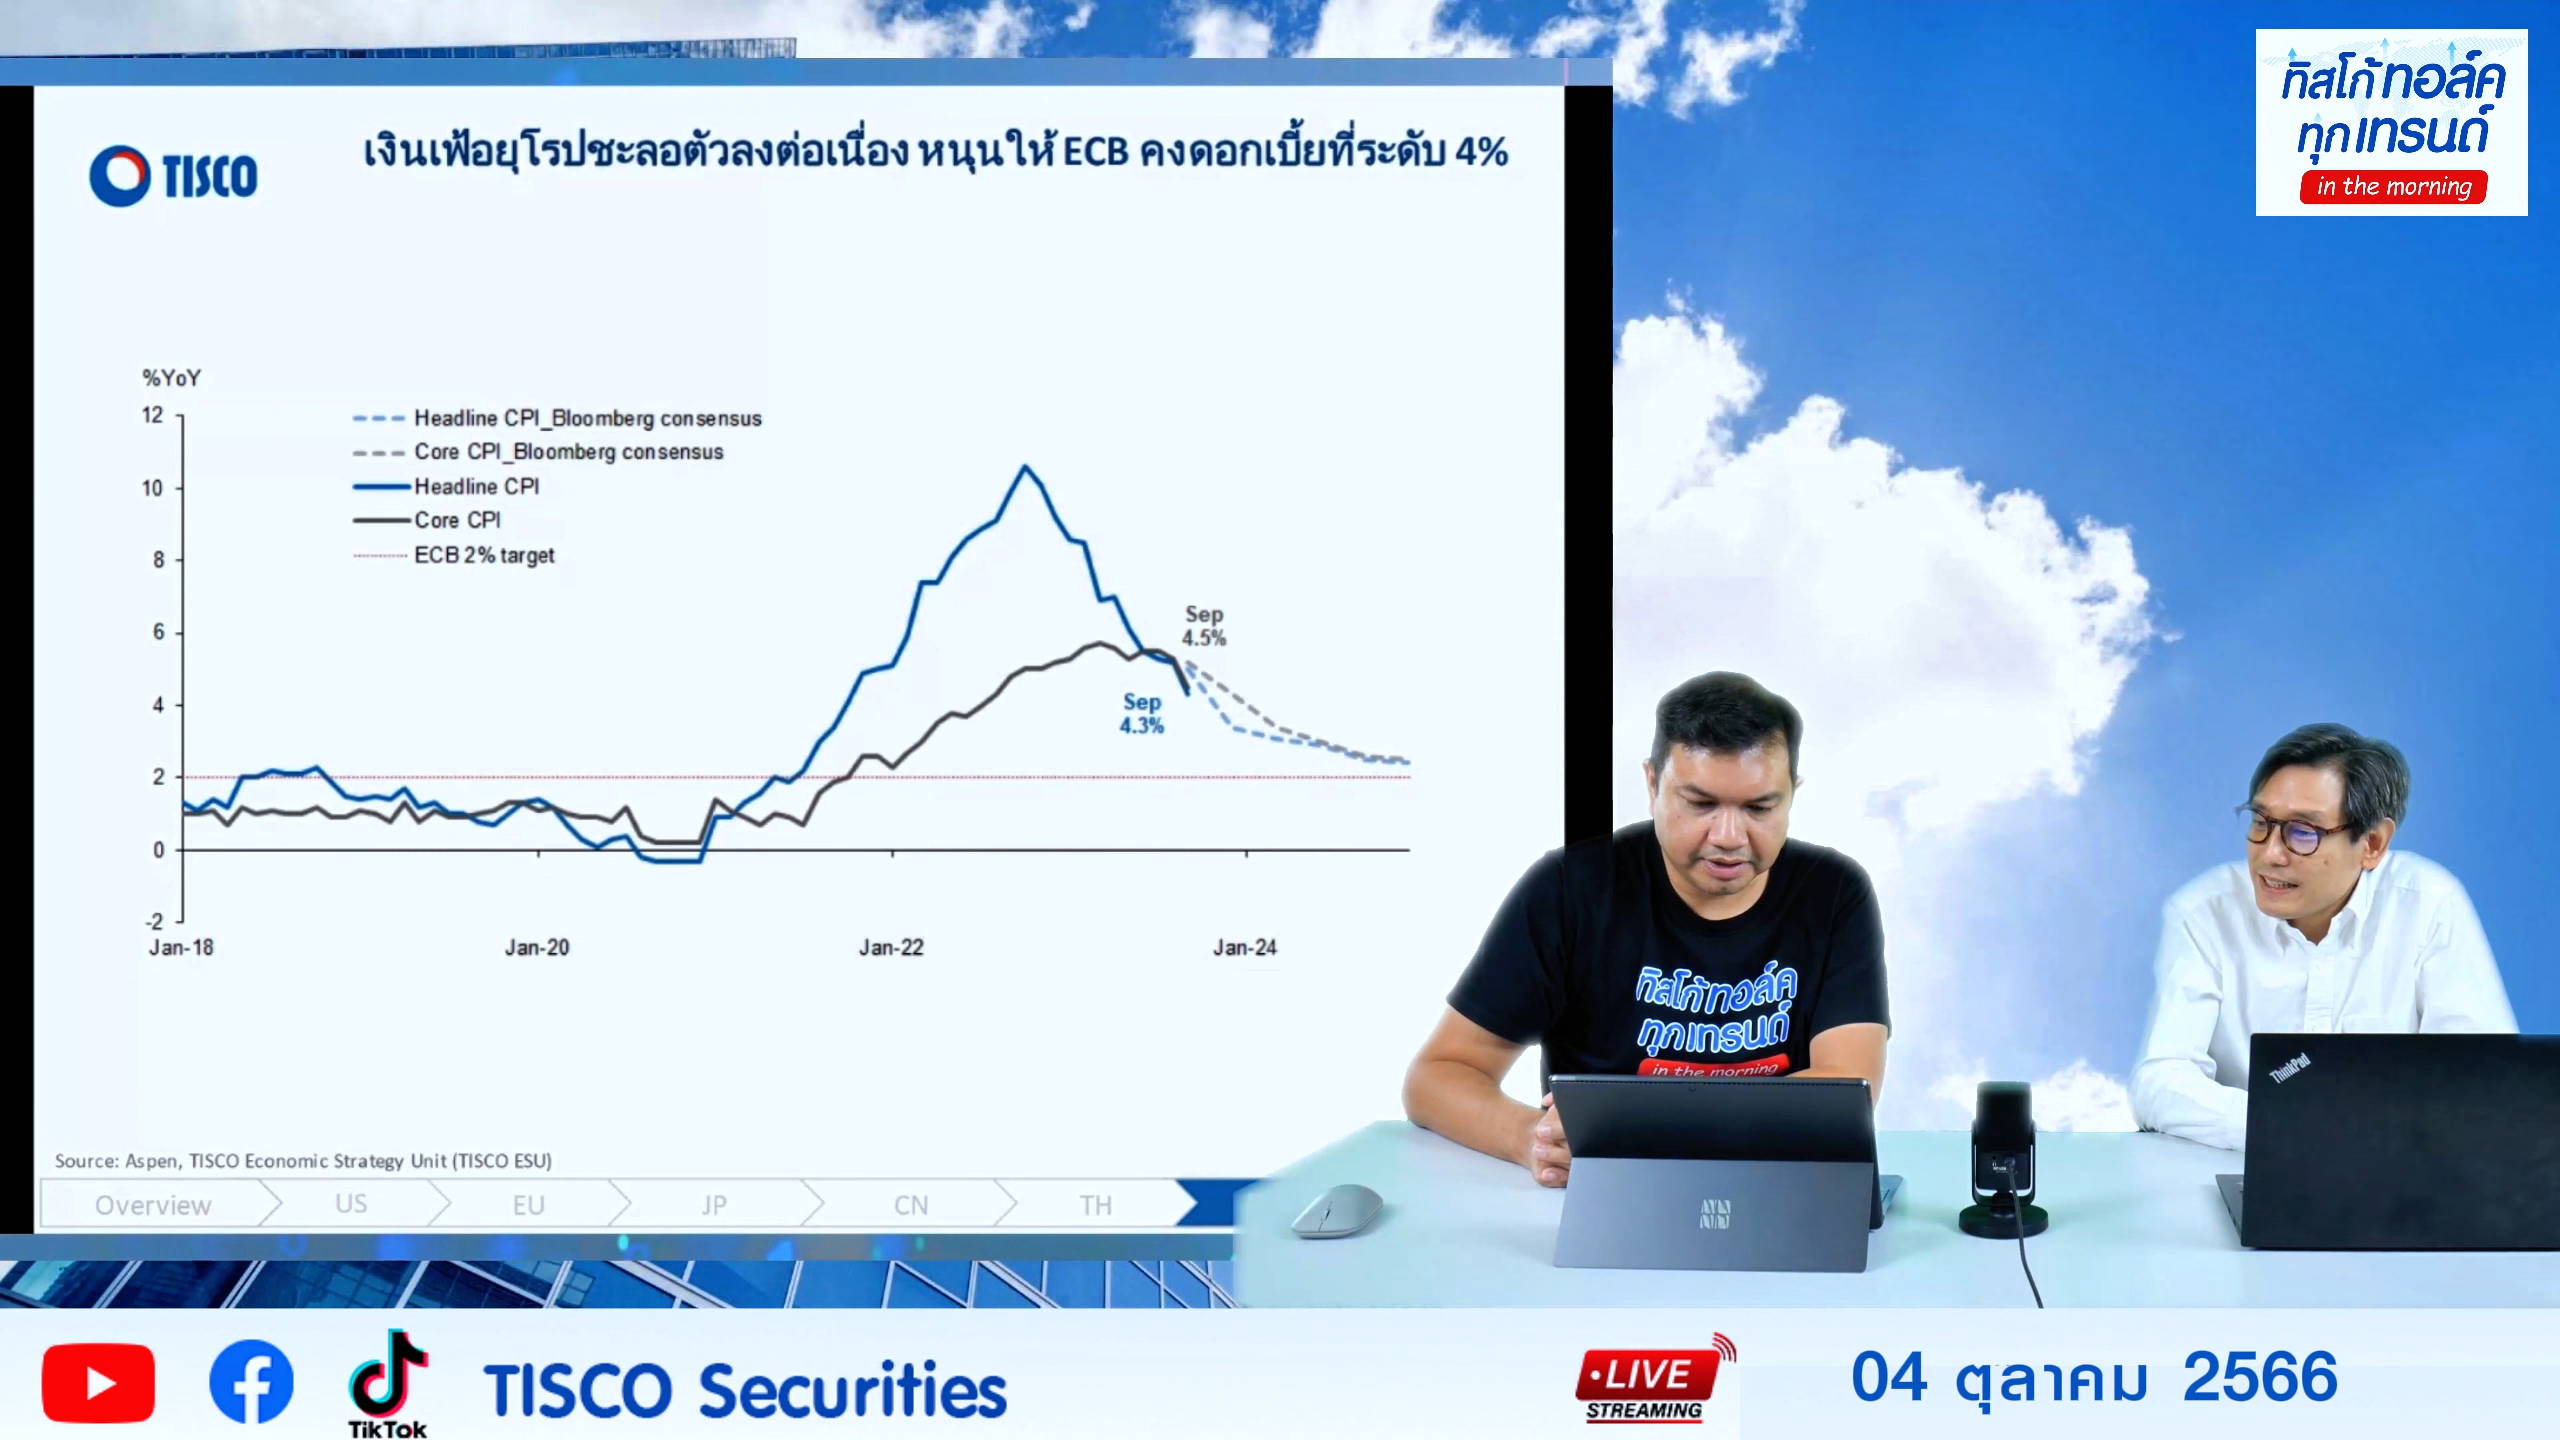 TISCO
เงินเฟ้อยุโรปชะลอตัวลงต่อเนื่อง หนุนให้ ECB คงดอกเบี้ยที่ระดับ 4%
ทิสโก้ทอล์ค
ทุกเทรนด์
in the morning
%YoY
12
10
8
6
4
2
0
-2
Headline CPI_Bloomberg consensus
Core CPI_Bloomberg consensus
Headline CPI
Core CPI
ECB 2% target
Sep
4.5%
Sep
4.3%
Jan-18
Jan-20
Jan-22
Jan-24
Source: Aspen, TISCO Economic Strategy Unit (TISCO ESU)
Overview
US
EU
JP
CN
TH
ทิสโก้ทอล์ค
ทุกเทรนด์
in the morning
ThinkPad
TikTok
TISCO Securities
LIVE
STREAMING
04 ตุลาคม 2566